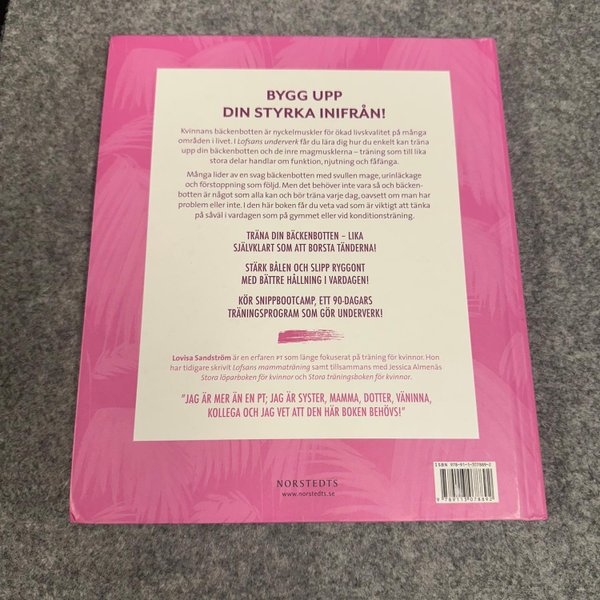 BYGG UPP
DIN STYRKA INIFRÅN!
Kvinnans bäckenbotten är nyckelmuskler för ökad livskvalitet på många
områden i livet. I Lofsans underverk får du lära dig hur du enkelt kan träna
upp din bäckenbotten och de inre magmusklerna – träning som till lika
stora delar handlar om funktion, njutning och fåfänga.
Många lider av en svag bäckenbotten med svullen mage, urinläckage
och förstoppning som följd. Men det behöver inte vara så och bäcken-
botten är något som alla kan och bör träna varje dag, oavsett om man har
problem eller inte. I den här boken får du veta vad som är viktigt att tänka
på såväl i vardagen som på gymmet eller vid konditionsträning.
TRÄNA DIN BÄCKENBOTTEN – LIKA
SJÄLVKLART SOM ATT BORSTA TÄNDERNA!
STÄRK BÅLEN OCH SLIPP RYGGONT
MED BÄTTRE HÅLLNING I VARDAGEN!
KÖR SNIPPBOOTCAMP, ETT 90-DAGARS
TRÄNINGSPROGRAM SOM GÖR UNDERVERK!
Lovisa Sandström är en erfaren PT som länge fokuserat på träning för kvinnor. Hon
har tidigare skrivit Lofsans mammaträning samt tillsammans med Jessica Almenäs
Stora löparboken för kvinnor och Stora träningsboken för kvinnor.
"JAG ÄR MER ÄN EN PT; JAG ÄR SYSTER, MAMMA, DOTTER, VÄNINNA,
KOLLEGA OCH JAG VET ATT DEN HÄR BOKEN BEHÖVS!"
ISBN 978-91-1-307889-2
9 789113 078892
NORSTEDTS
www.norstedts.se